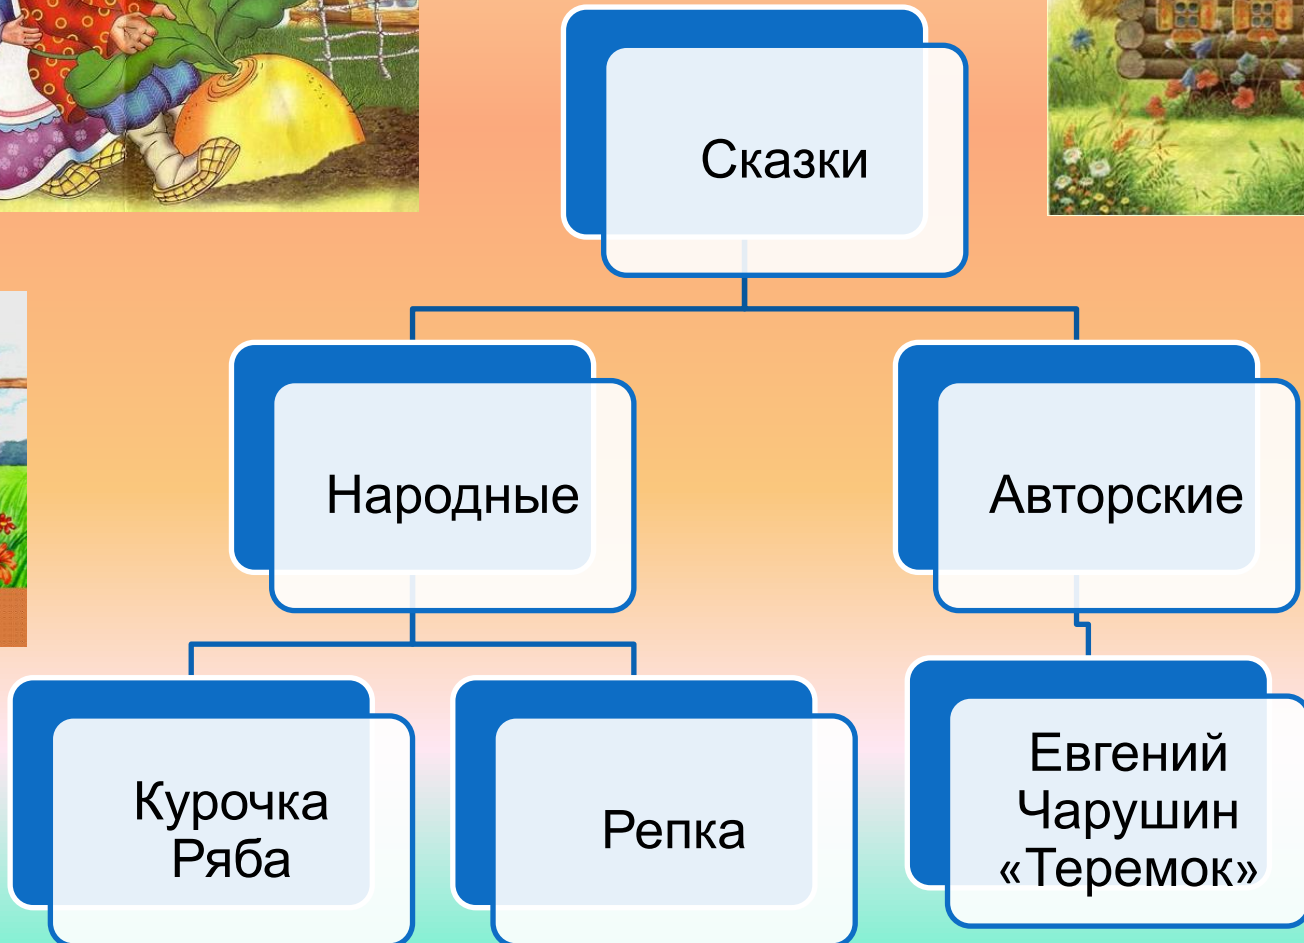 Сказки
Народные
Авторские
Курочка
Ряба
Репка
Евгений
Чарушин
«Теремок»